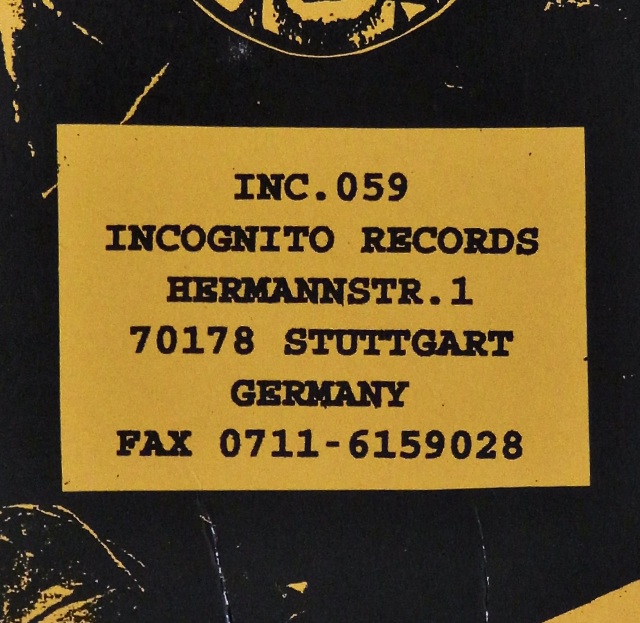 INC.059
INCOGNITO RECORDS
HERMANNSTR.1
70178 STUTTGART
GERMANY
FAX 0711-6159028